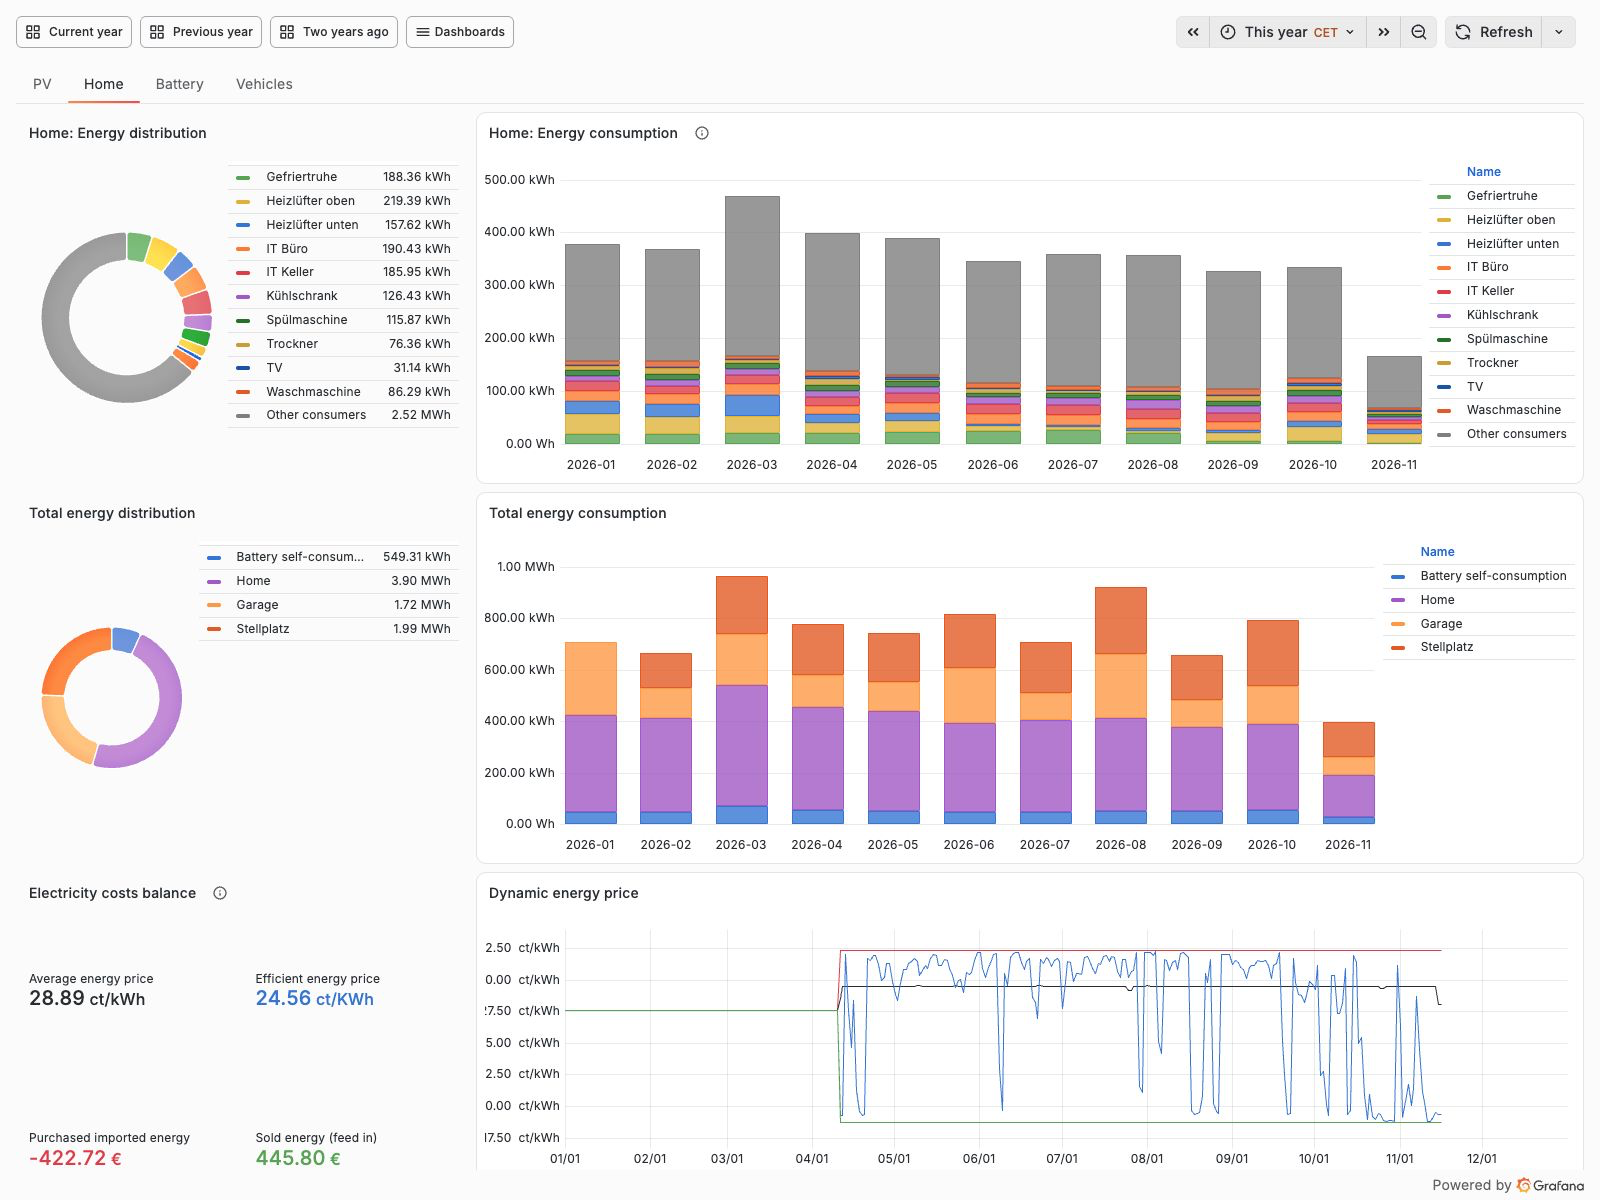 Current year
Previous year
Two years ago
Dashboards
This year CET
Refresh
PV
Home
Battery
Vehicles
Home: Energy distribution
Gefriertruhe 188.36 kWh
Heizlüfter oben 219.39 kWh
Heizlüfter unten 157.62 kWh
IT Büro 190.43 kWh
IT Keller 185.95 kWh
Kühlschrank 126.43 kWh
Spülmaschine 115.87 kWh
Trockner 76.36 kWh
TV 31.14 kWh
Waschmaschine 86.29 kWh
Other consumers 2.52 MWh
Home: Energy consumption
500.00 kWh
400.00 kWh
300.00 kWh
200.00 kWh
100.00 kWh
0.00 Wh
2026-01 2026-02 2026-03 2026-04 2026-05 2026-06 2026-07 2026-08 2026-09 2026-10 2026-11
Name
Gefriertruhe
Heizlüfter oben
Heizlüfter unten
IT Büro
IT Keller
Kühlschrank
Spülmaschine
Trockner
TV
Waschmaschine
Other consumers
Total energy distribution
Battery self-consum... 549.31 kWh
Home 3.90 MWh
Garage 1.72 MWh
Stellplatz 1.99 MWh
Total energy consumption
1.00 MWh
800.00 kWh
600.00 kWh
400.00 kWh
200.00 kWh
0.00 Wh
2026-01 2026-02 2026-03 2026-04 2026-05 2026-06 2026-07 2026-08 2026-09 2026-10 2026-11
Name
Battery self-consumption
Home
Garage
Stellplatz
Electricity costs balance
Average energy price
28.89 ct/kWh
Efficient energy price
24.56 ct/KWh
Purchased imported energy
-422.72 €
Sold energy (feed in)
445.80 €
Dynamic energy price
2.50 ct/kWh
0.00 ct/kWh
7.50 ct/kWh
5.00 ct/kWh
2.50 ct/kWh
0.00 ct/kWh
17.50 ct/kWh
01/01 02/01 03/01 04/01 05/01 06/01 07/01 08/01 09/01 10/01 11/01 12/01
Powered by Grafana